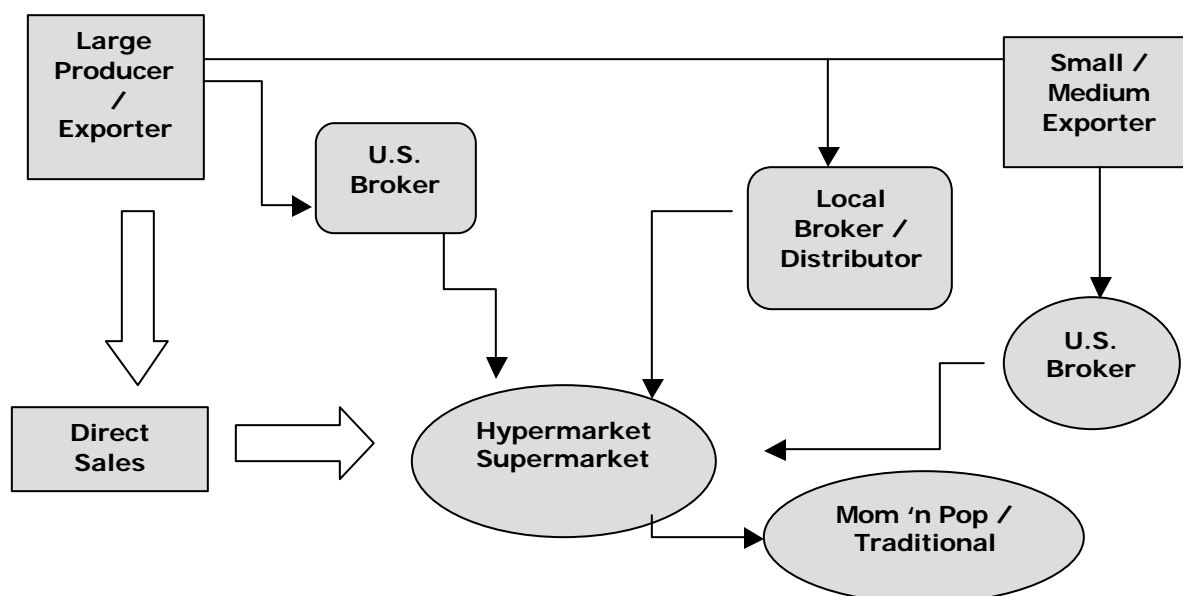 Large
Producer
/
Exporter
Small /
Medium
Exporter
U.S.
Broker
Local
Broker /
Distributor
U.S.
Broker
Direct
Sales
Hypermarket
Supermarket
Mom ‘n Pop /
Traditional